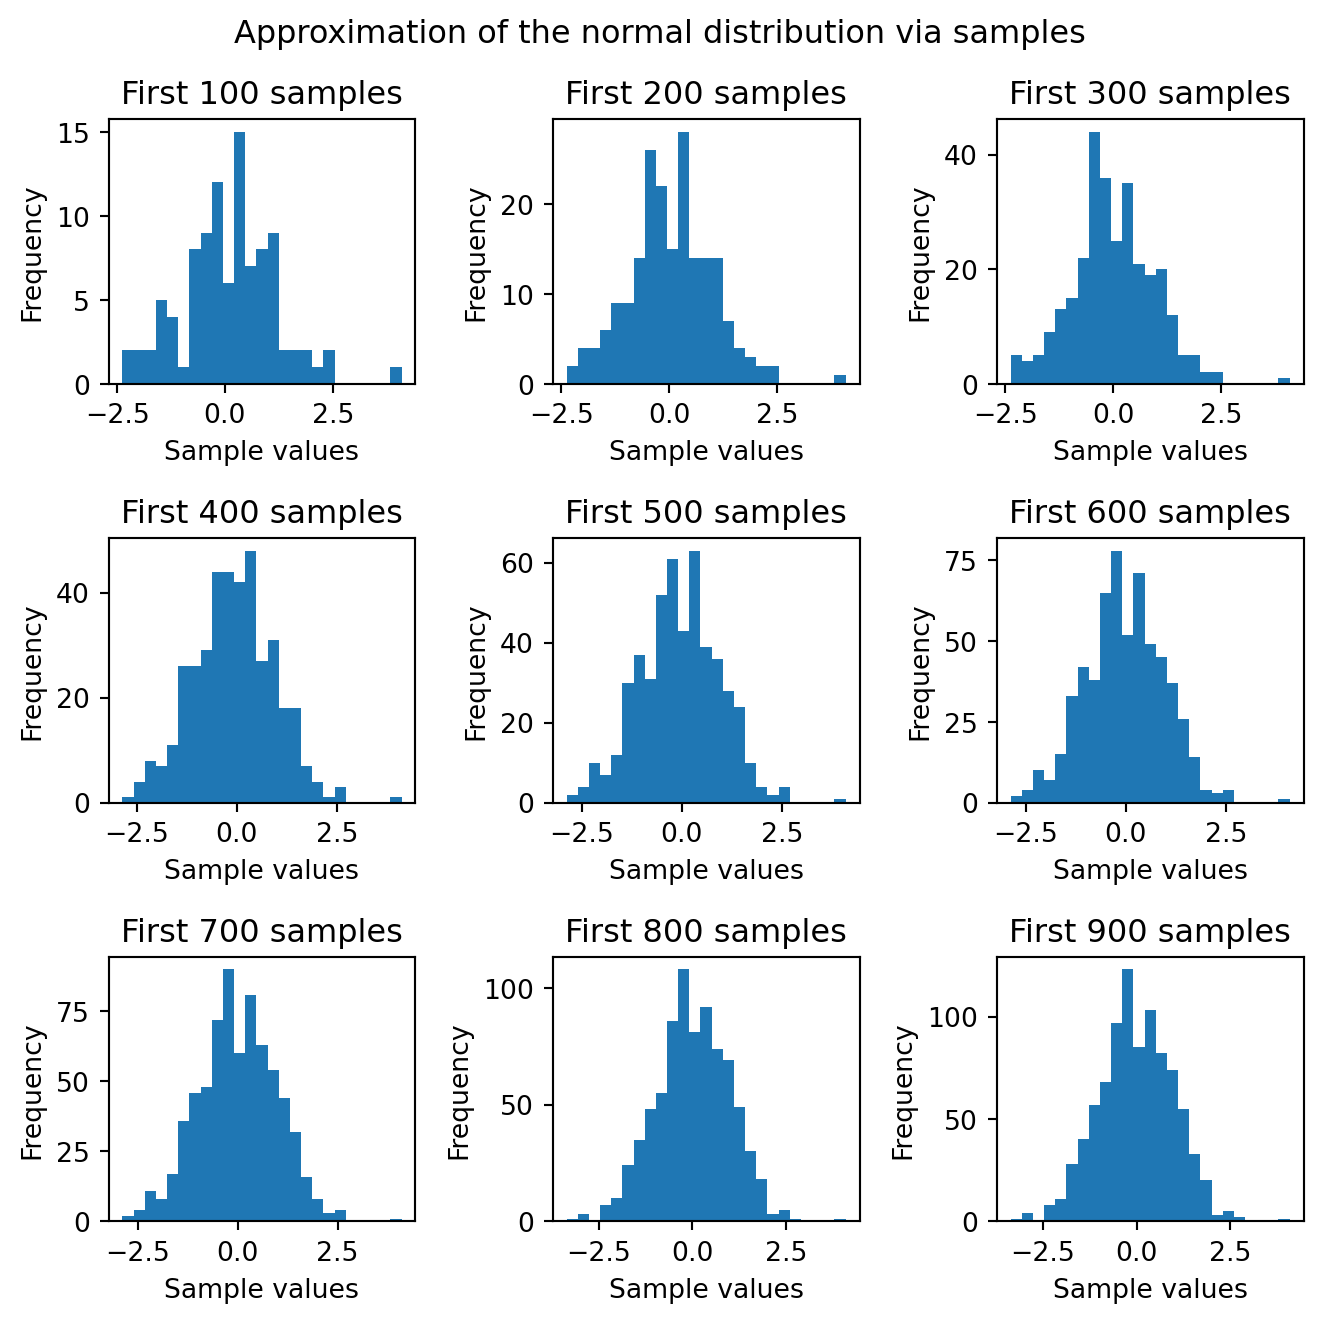 Approximation of the normal distribution via samples
First 100 samples
15
10
5
0
Frequency
−2.5 0.0 2.5
Sample values
First 200 samples
20
10
0
Frequency
−2.5 0.0 2.5
Sample values
First 300 samples
40
20
0
Frequency
−2.5 0.0 2.5
Sample values
First 400 samples
40
20
0
Frequency
−2.5 0.0 2.5
Sample values
First 500 samples
60
40
20
0
Frequency
−2.5 0.0 2.5
Sample values
First 600 samples
75
50
25
0
Frequency
−2.5 0.0 2.5
Sample values
First 700 samples
75
50
25
0
Frequency
−2.5 0.0 2.5
Sample values
First 800 samples
100
50
0
Frequency
−2.5 0.0 2.5
Sample values
First 900 samples
100
50
0
Frequency
−2.5 0.0 2.5
Sample values